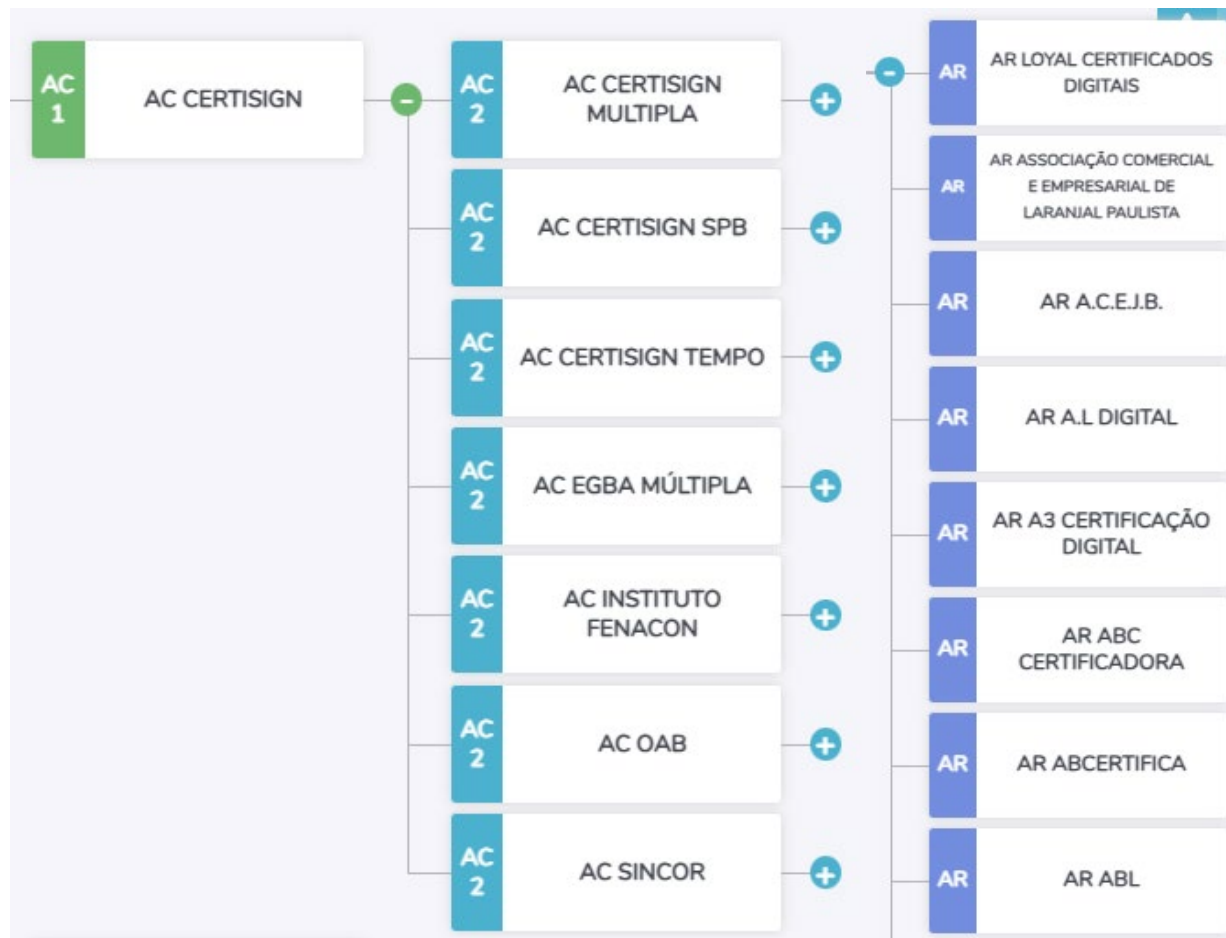 AC
1
AC CERTISIGN
AC
2
AC CERTISIGN
MULTIPLA
AC
2
AC CERTISIGN SPB
AC
2
AC CERTISIGN TEMPO
AC
2
AC EGBA MÚLTIPLA
AC
2
AC INSTITUTO
FENACON
AC
2
AC OAB
AC
2
AC SINCOR
AR
AR LOYAL CERTIFICADOS
DIGITAIS
AR
AR ASSOCIAÇÃO COMERCIAL
E EMPRESARIAL DE
LARANJAL PAULISTA
AR
AR A.C.E.J.B.
AR
AR A.L DIGITAL
AR
AR A3 CERTIFICAÇÃO
DIGITAL
AR
AR ABC
CERTIFICADORA
AR
AR ABCERTIFICA
AR
AR ABL